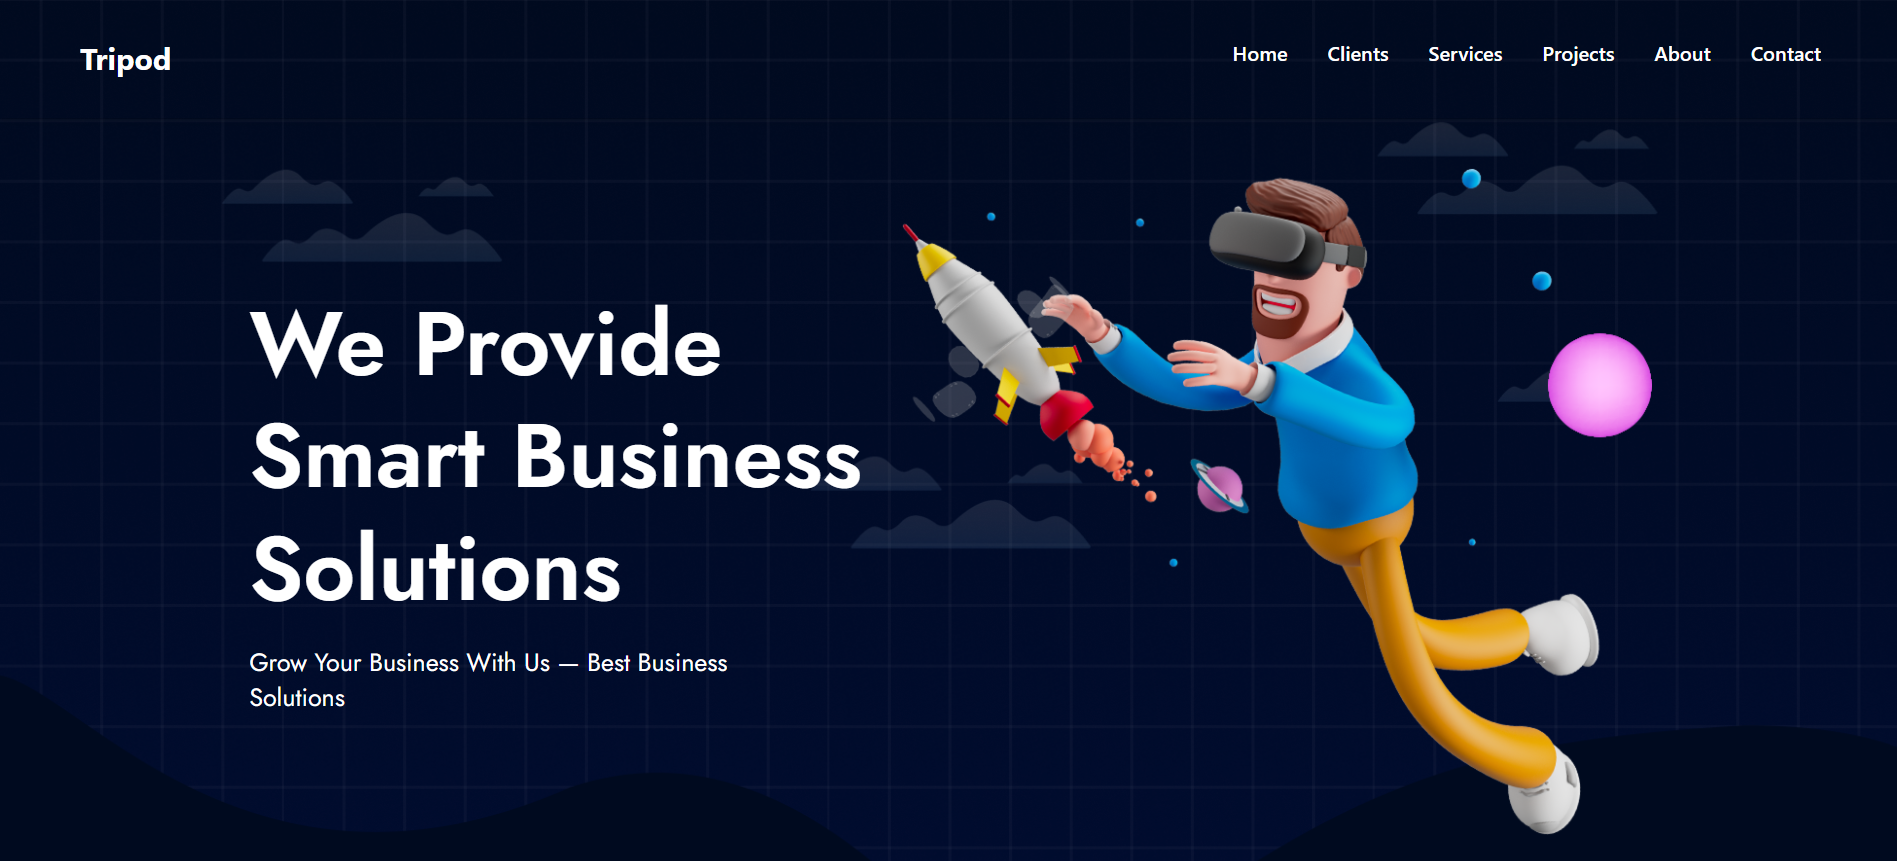 Tripod
Home Clients Services Projects About Contact
We Provide
Smart Business
Solutions
Grow Your Business With Us — Best Business
Solutions